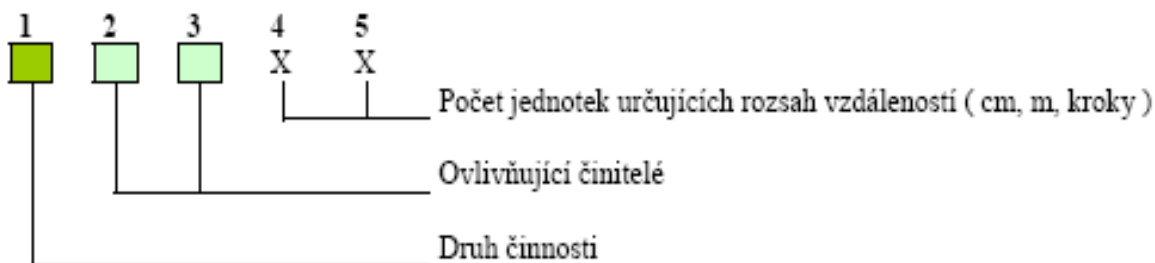 1 2 3 4 5
X X
Počet jednotek určujících rozsah vzdáleností ( cm, m, kroky )
Ovlivňující činitelé
Druh činnosti